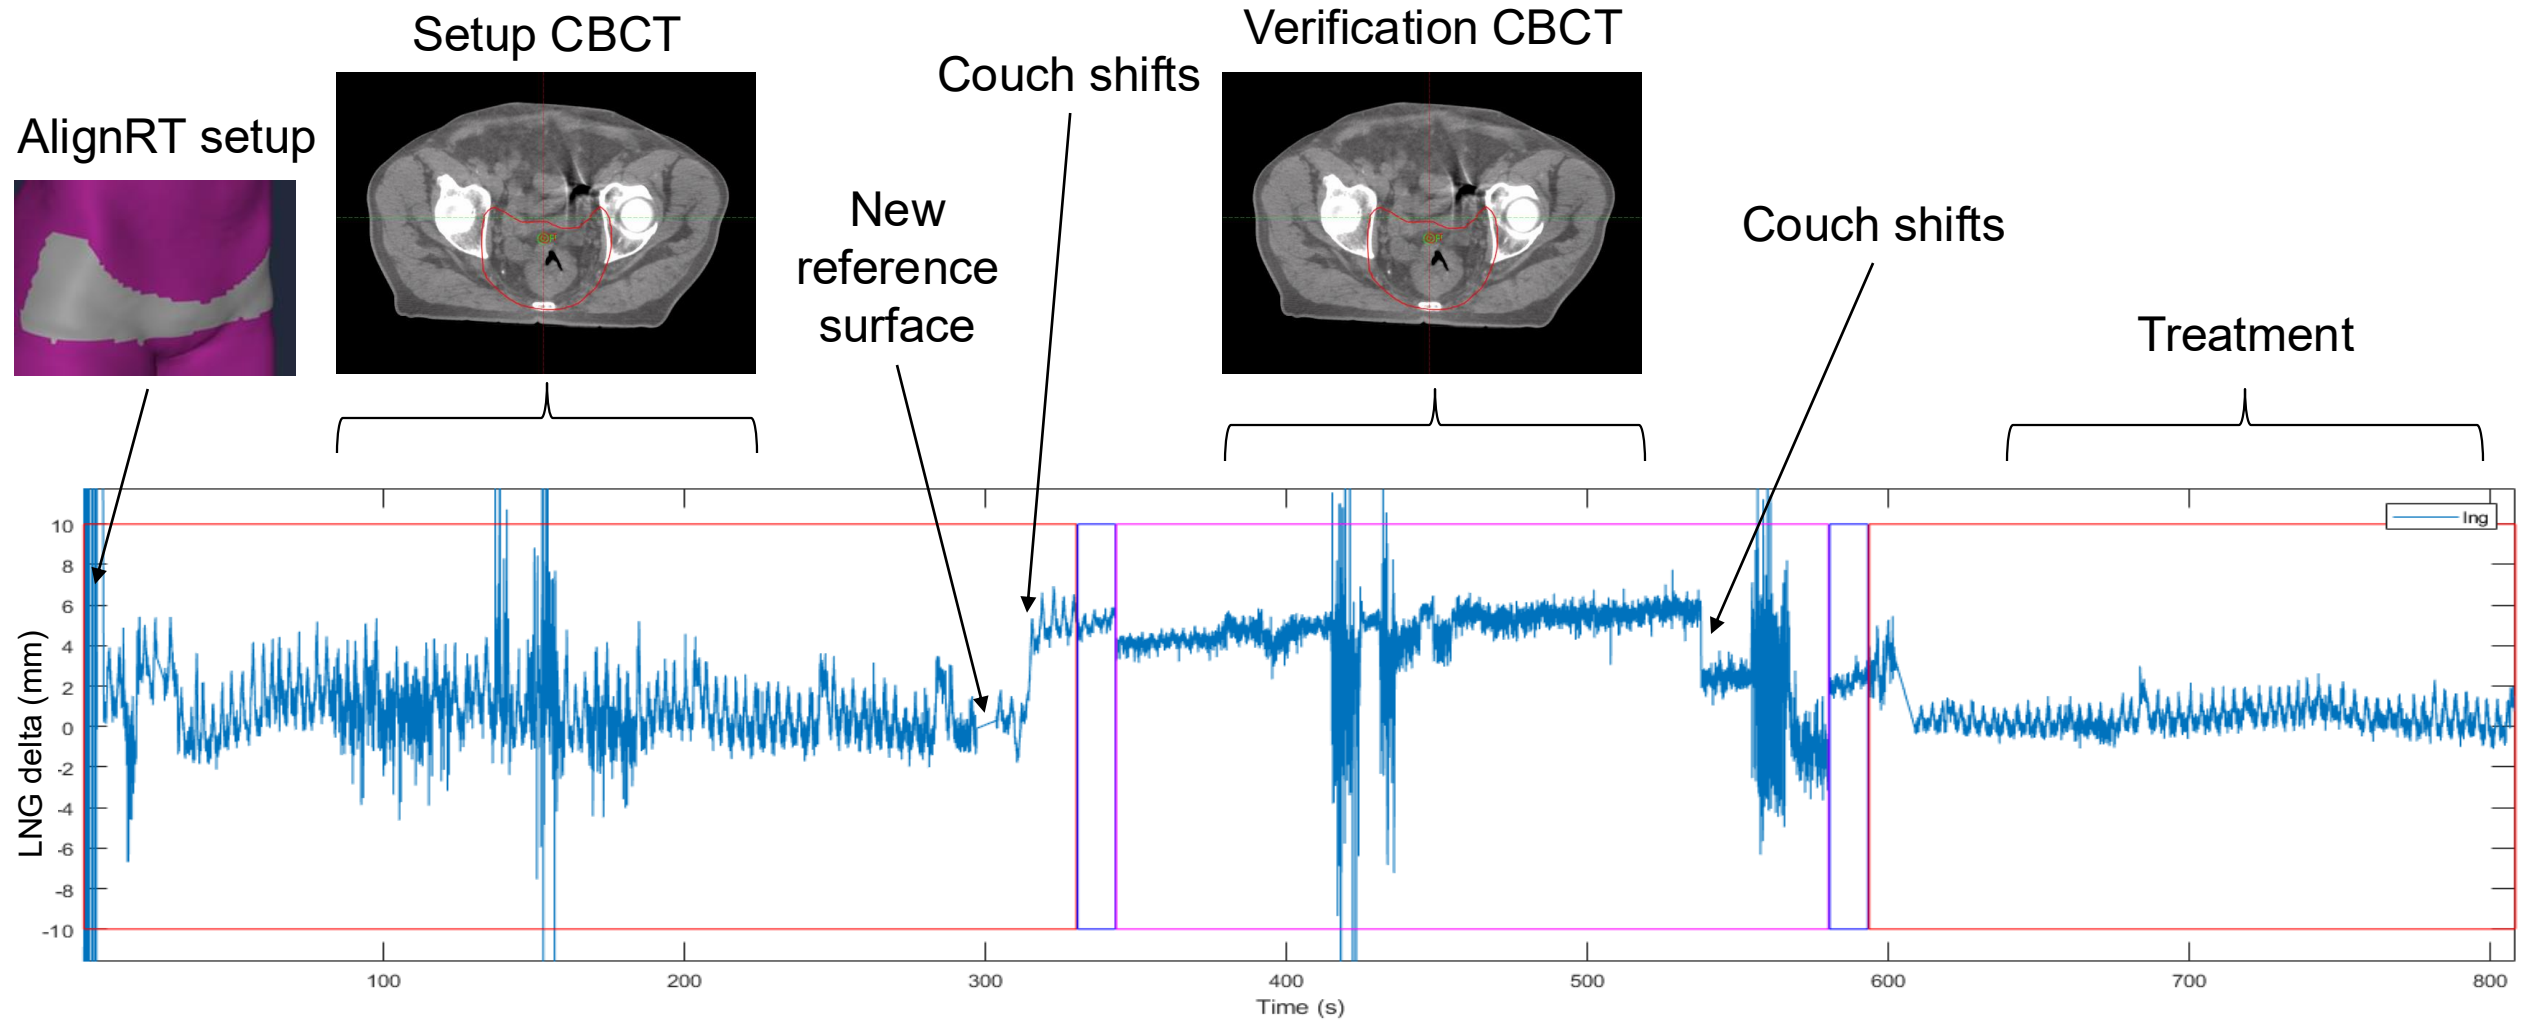 Setup CBCT
Verification CBCT
Couch shifts
AlignRT setup
New
reference
surface
Couch shifts
Treatment
lng
10
8
6
4
2
0
-2
-4
-6
-8
-10
LNG delta (mm)
100
200
300
400
500
600
700
800
Time (s)